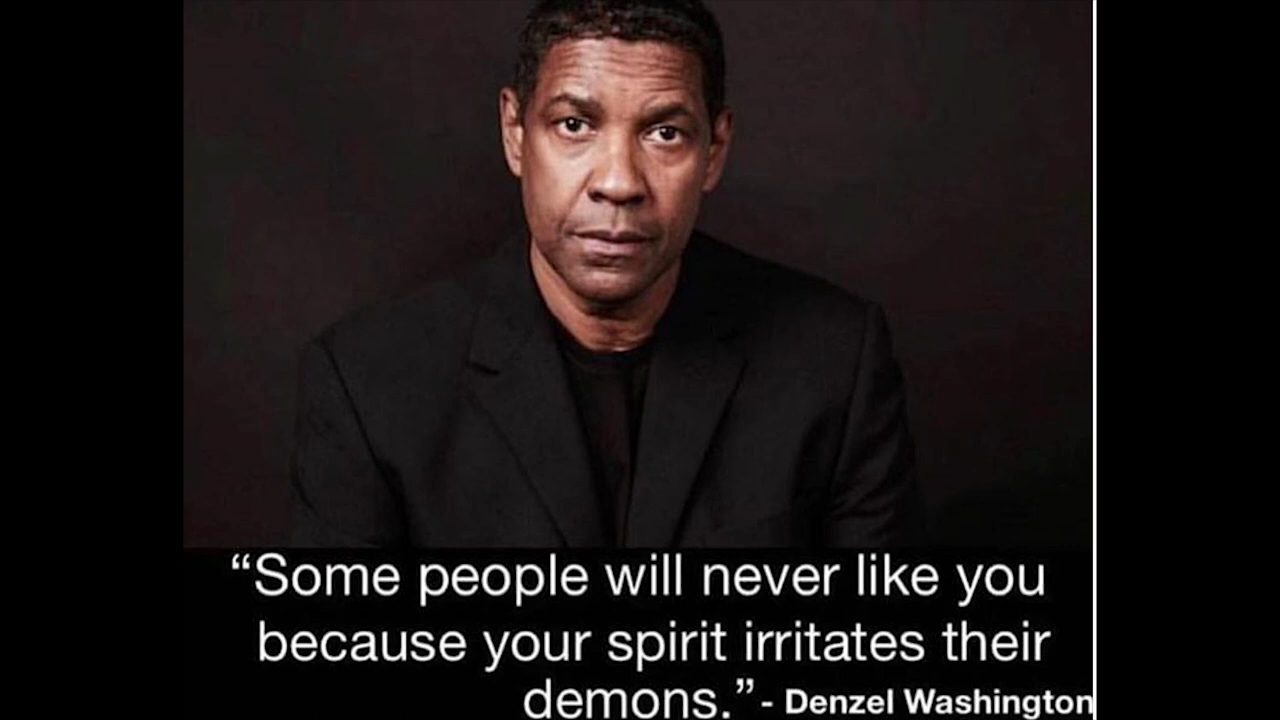 “Some people will never like you
because your spirit irritates their
demons.”- Denzel Washington